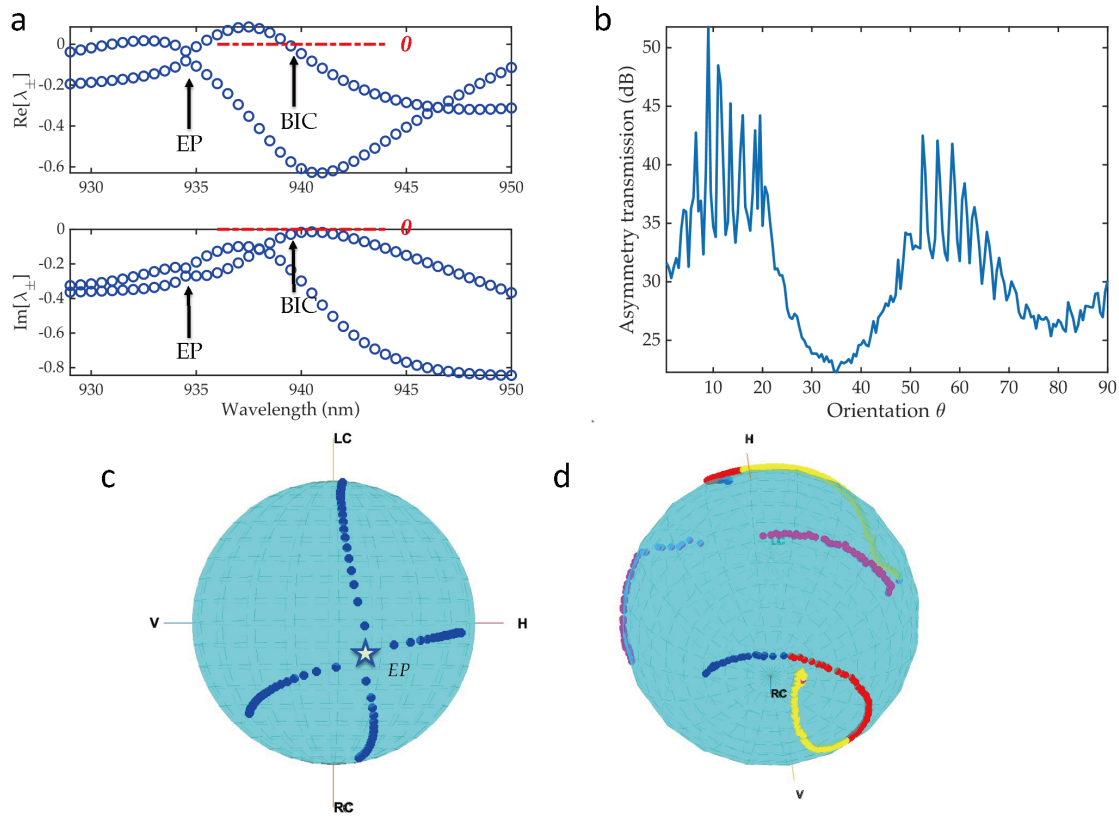 a
0
-0.2
-0.4
-0.6
Re[λ±]
0
EP
BIC
930
935
940
945
950
0
-0.2
-0.4
-0.6
-0.8
Im[λ±]
0
EP
BIC
930
935
940
945
950
Wavelength (nm)
b
50
45
40
35
30
25
Asymmetry transmission (dB)
10
20
30
40
50
60
70
80
90
Orientation θ
c
LC
V
H
EP
RC
d
H
RC
V